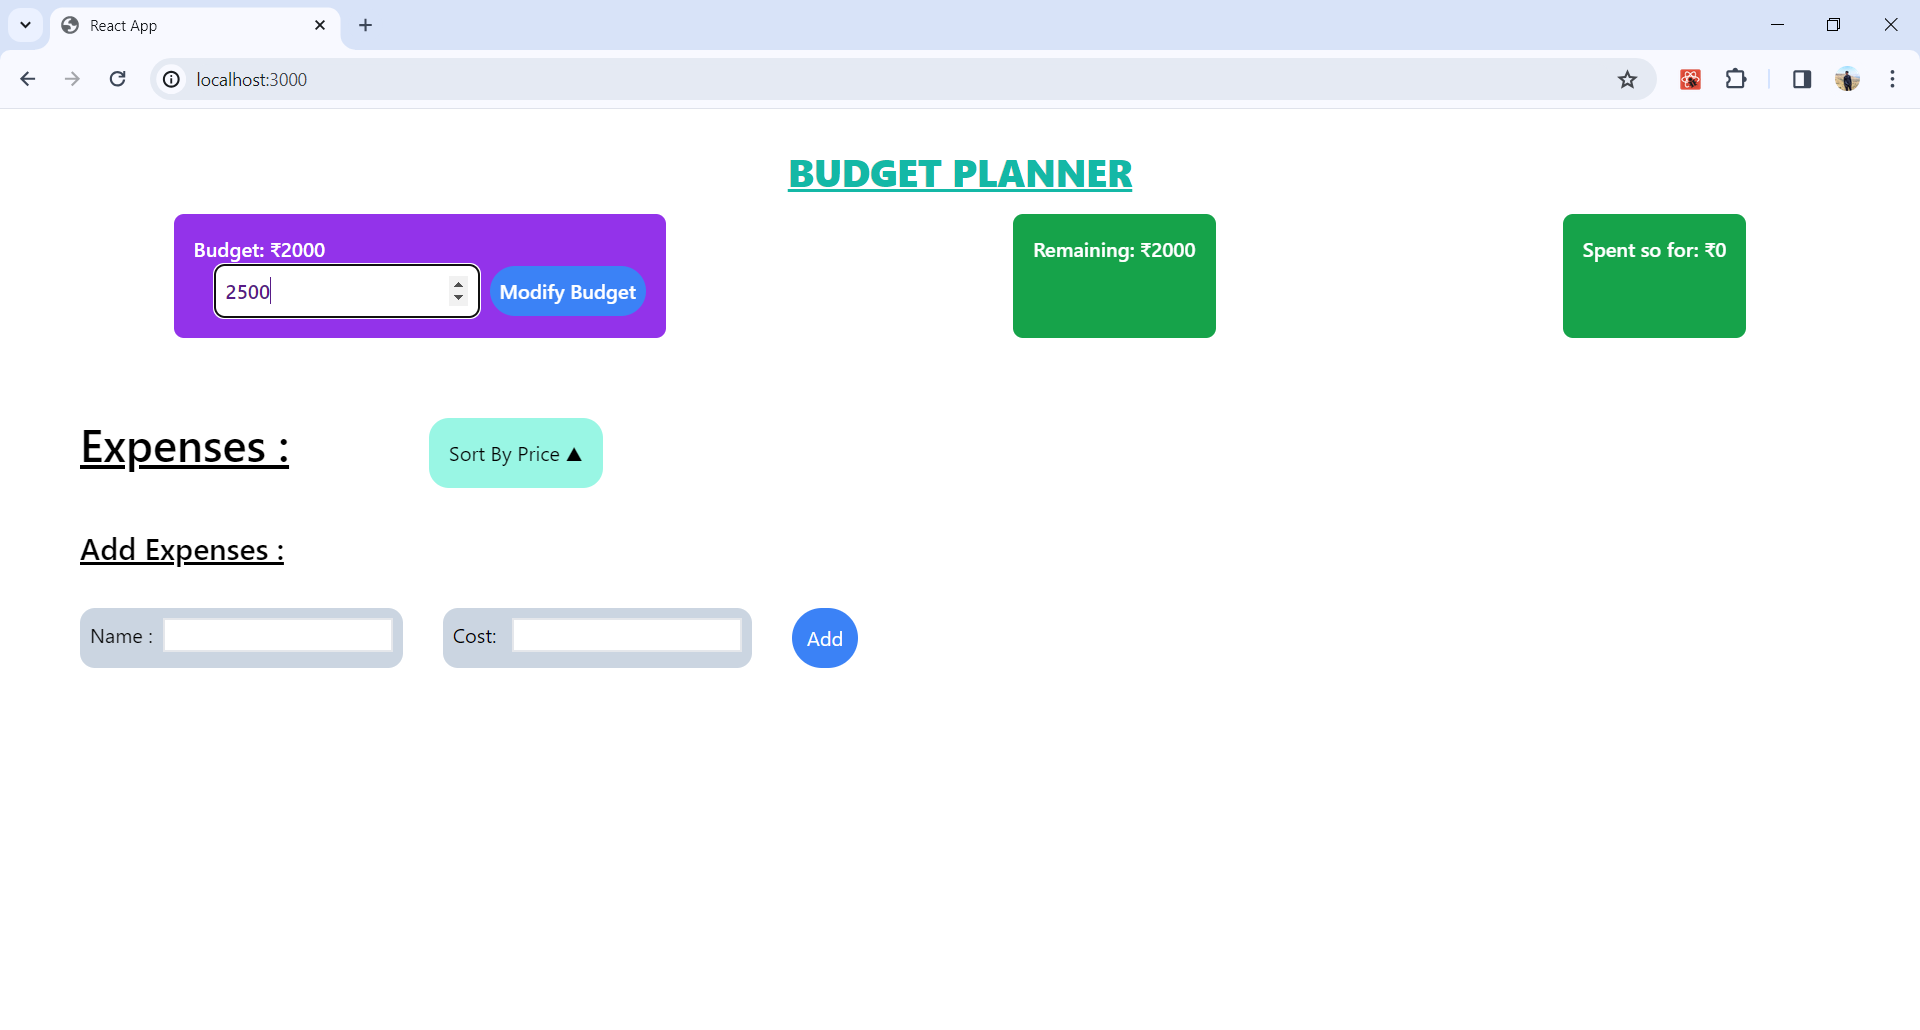 React App
localhost:3000
BUDGET PLANNER
Budget: ₹2000
2500
Modify Budget
Remaining: ₹2000
Spent so for: ₹0
Expenses :
Sort By Price ▲
Add Expenses :
Name :
Cost:
Add